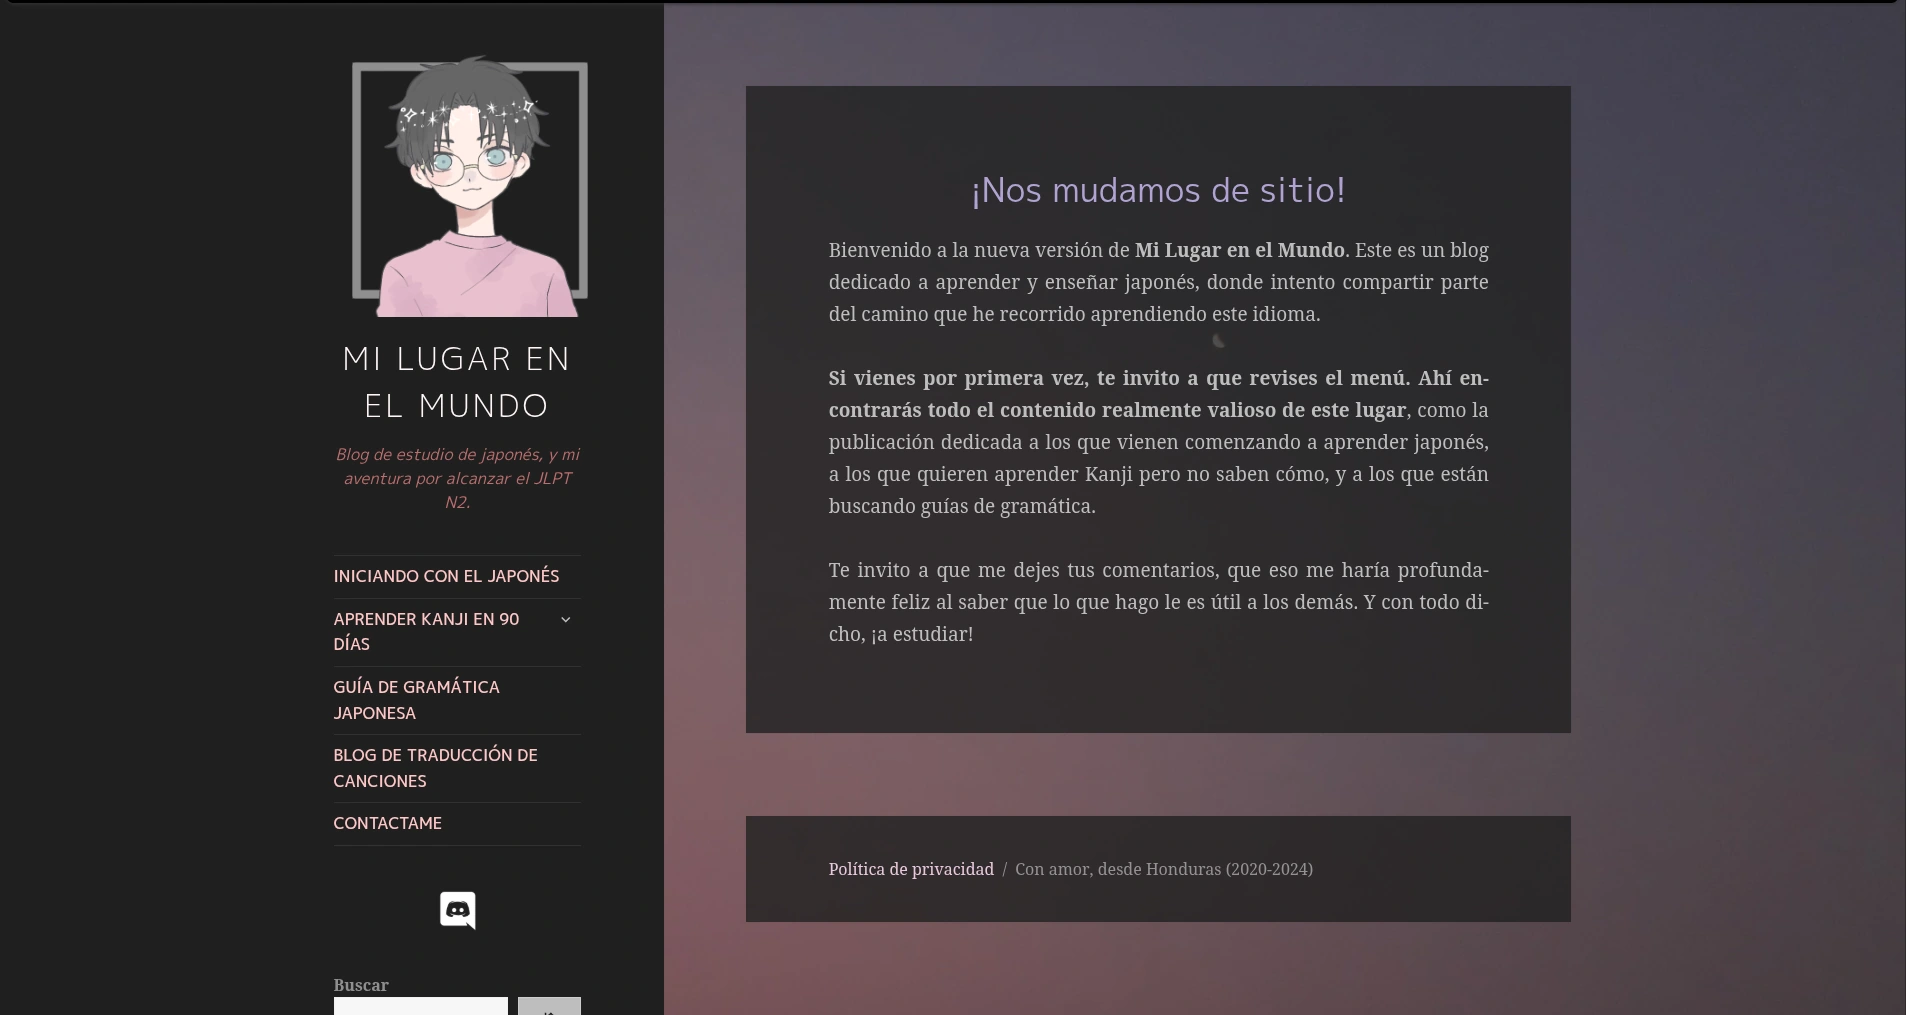 MI LUGAR EN
EL MUNDO
Blog de estudio de japonés, y mi
aventura por alcanzar el JLPT
N2.
INICIANDO CON EL JAPONÉS
APRENDER KANJI EN 90
DÍAS
GUÍA DE GRAMÁTICA
JAPONESA
BLOG DE TRADUCCIÓN DE
CANCIONES
CONTACTAME
Buscar
¡Nos mudamos de sitio!
Bienvenido a la nueva versión de Mi Lugar en el Mundo. Este es un blog
dedicado a aprender y enseñar japonés, donde intento compartir parte
del camino que he recorrido aprendiendo este idioma.
Si vienes por primera vez, te invito a que revises el menú. Ahí en-
contrarás todo el contenido realmente valioso de este lugar, como la
publicación dedicada a los que vienen comenzando a aprender japonés,
a los que quieren aprender Kanji pero no saben cómo, y a los que están
buscando guías de gramática.
Te invito a que me dejes tus comentarios, que eso me haría profunda-
mente feliz al saber que lo que hago le es útil a los demás. Y con todo di-
cho, ¡a estudiar!
Política de privacidad / Con amor, desde Honduras (2020-2024)